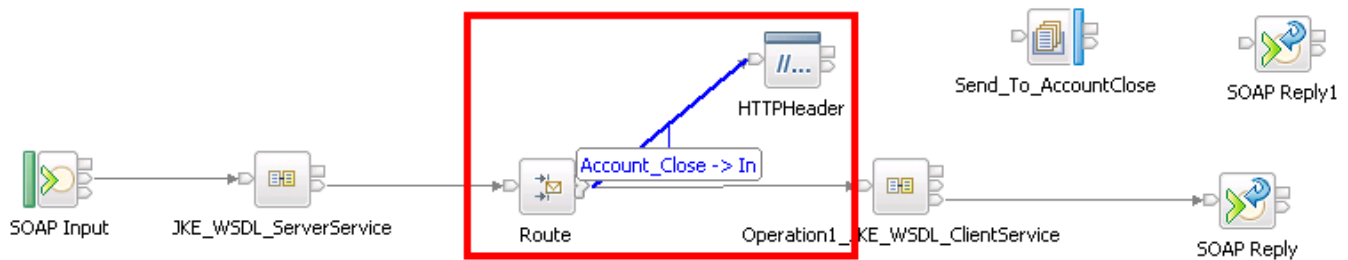 //...
HTTPHeader
Send_To_AccountClose
SOAP Reply1
Account_Close -> In
SOAP Input
JKE_WSDL_ServerService
Route
Operation1_JKE_WSDL_ClientService
SOAP Reply